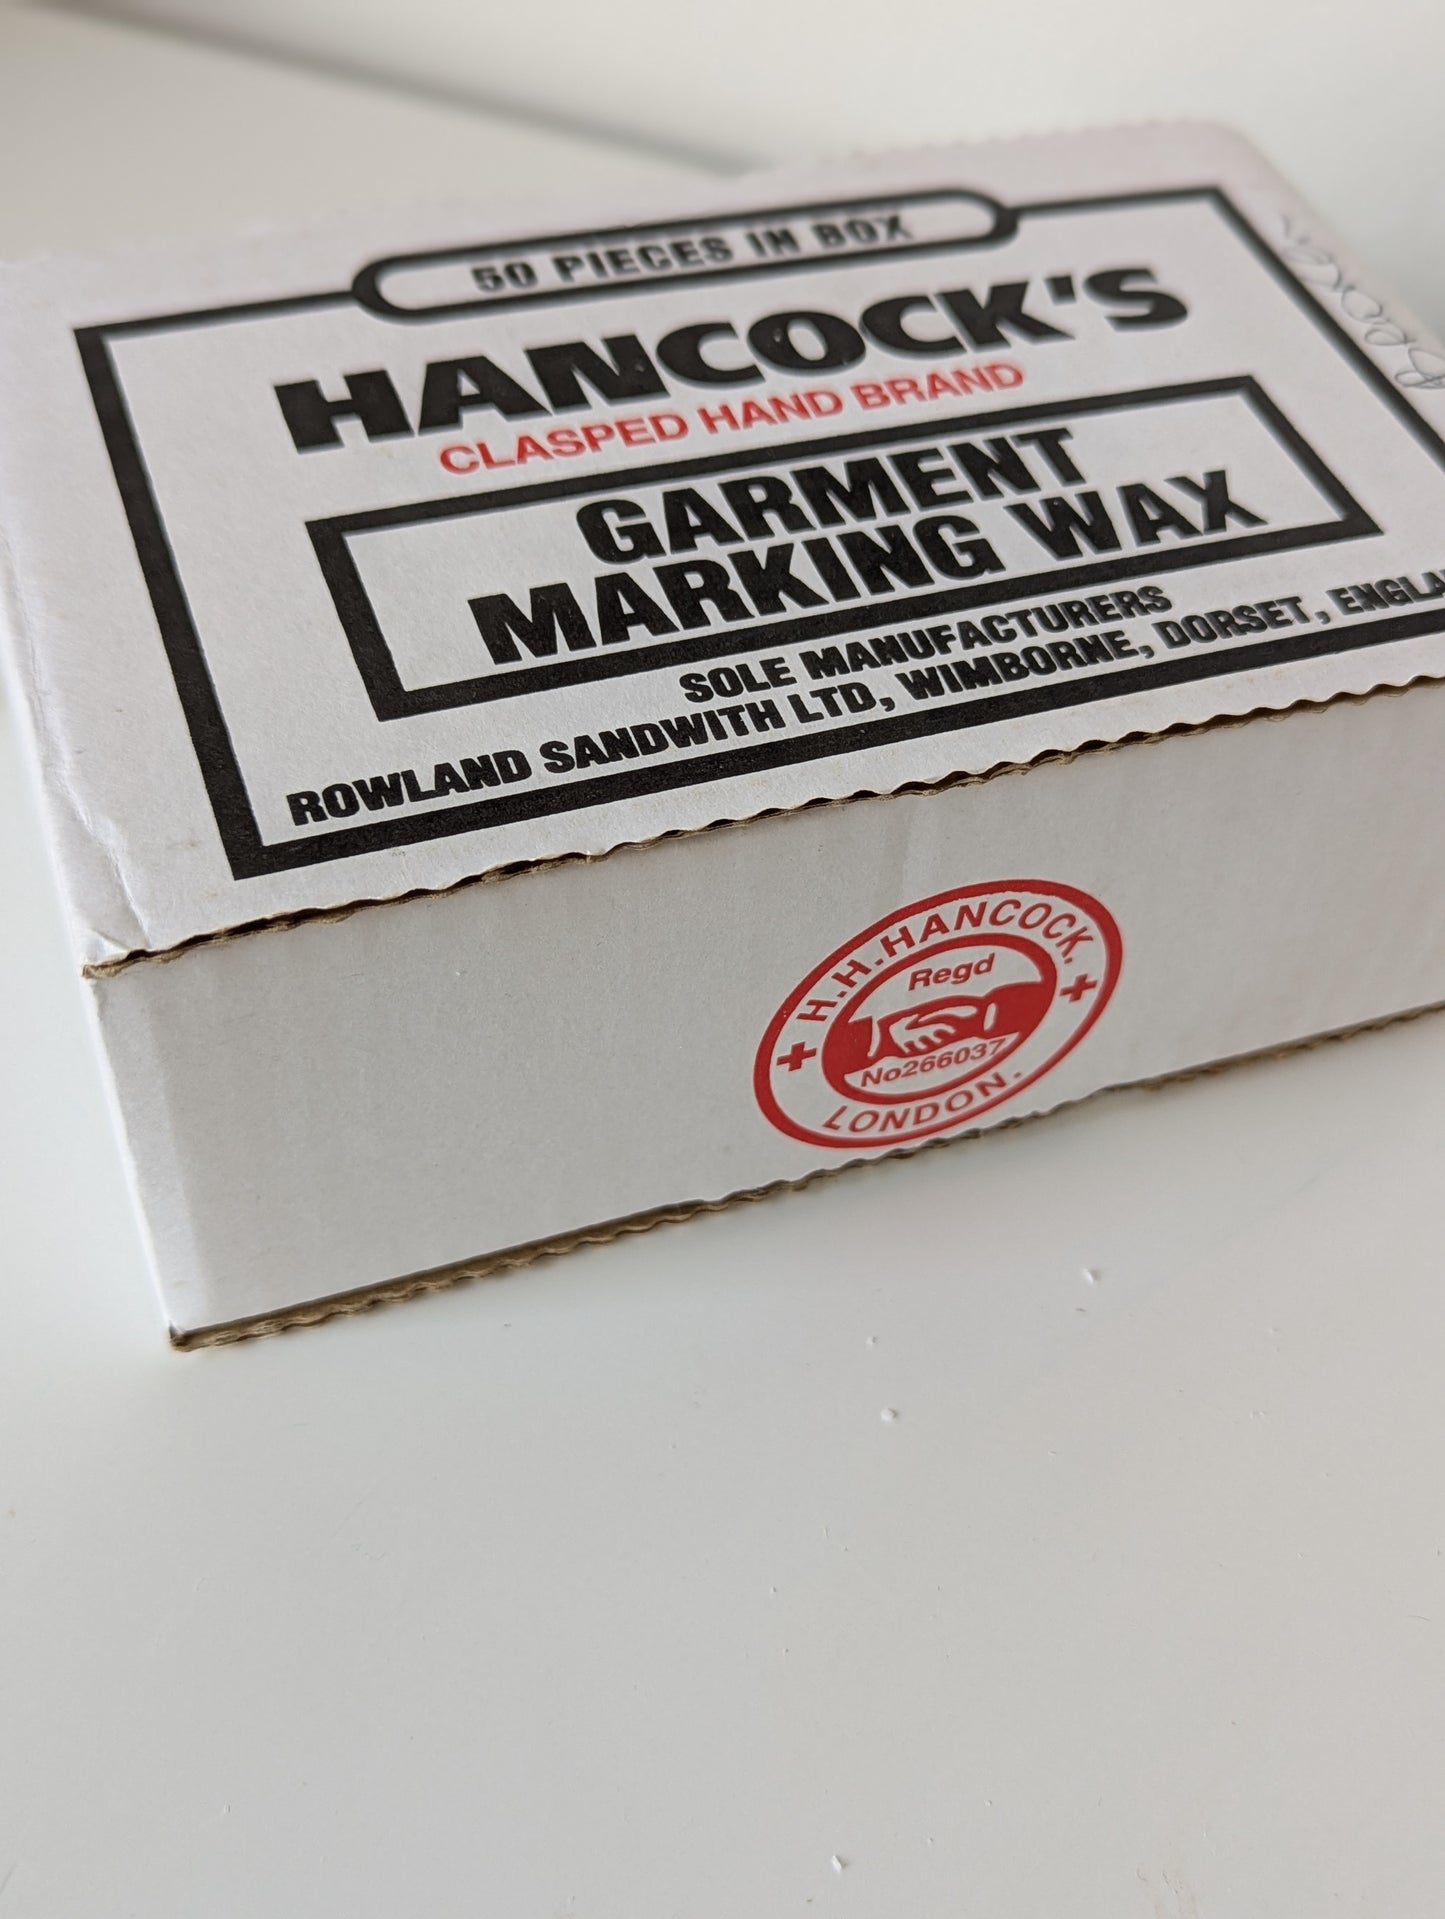 50 PIECES IN BOX
HANCOCK'S
CLASPED HAND BRAND
GARMENT
MARKING WAX
SOLE MANUFACTURERS
ROWLAND SANDWITH LTD, WIMBORNE, DORSET, ENGLA
H.H.HANCOCK.
Regd
No266037
LONDON.